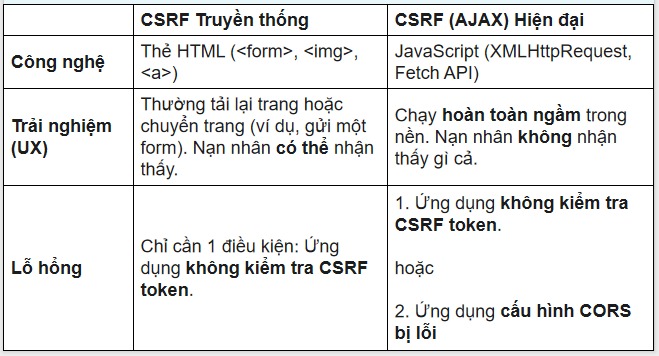 CSRF Truyền thống
CSRF (AJAX) Hiện đại
Công nghệ
Thẻ HTML (<form>, <img>,
<a>)
JavaScript (XMLHttpRequest,
Fetch API)
Trải nghiệm
(UX)
Thường tải lại trang hoặc
chuyển trang (ví dụ, gửi một
form). Nạn nhân có thể nhận
thấy.
Chạy hoàn toàn ngầm trong
nền. Nạn nhân không nhận
thấy gì cả.
Lỗ hổng
Chỉ cần 1 điều kiện: Ứng
dụng không kiểm tra CSRF
token.
1. Ứng dụng không kiểm tra
CSRF token.
hoặc
2. Ứng dụng cấu hình CORS
bị lỗi